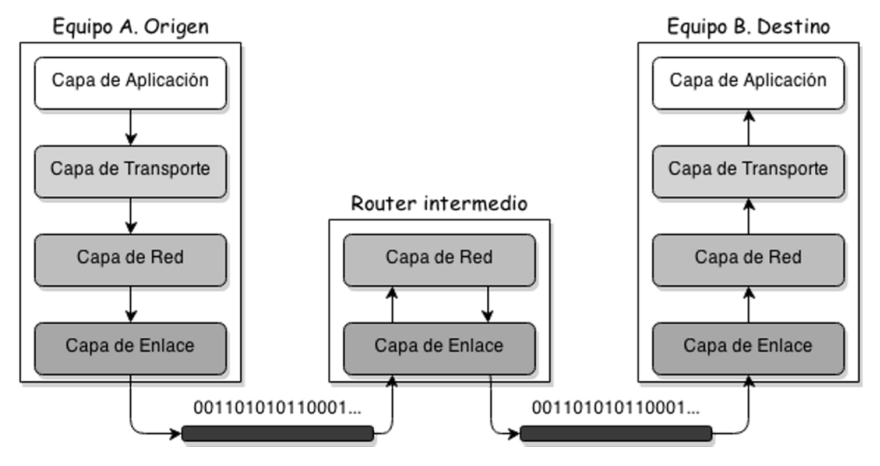 Equipo A. Origen
Capa de Aplicación
Capa de Transporte
Capa de Red
Capa de Enlace
001101010110001...
Router intermedio
Capa de Red
Capa de Enlace
001101010110001...
Equipo B. Destino
Capa de Aplicación
Capa de Transporte
Capa de Red
Capa de Enlace